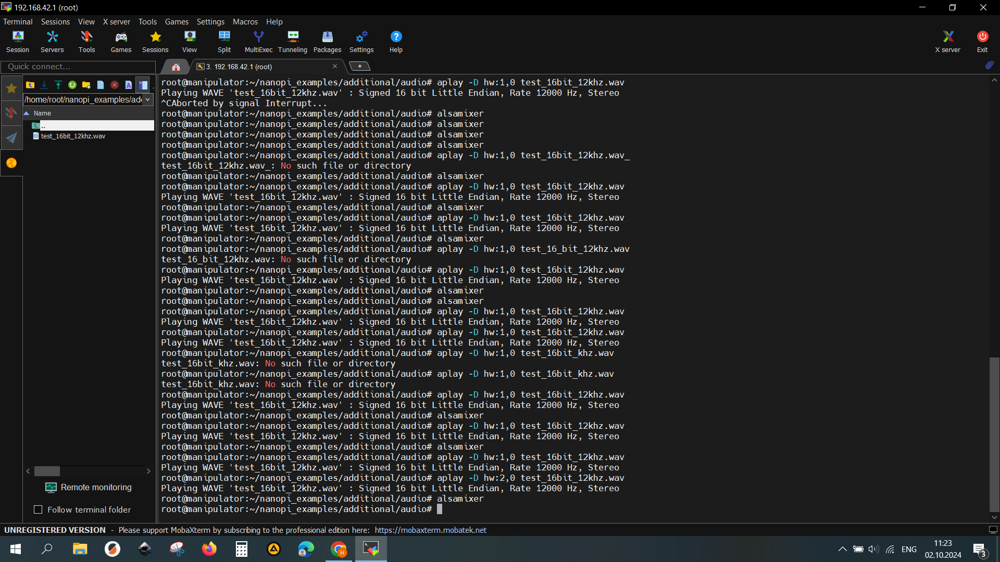 192.168.42.1 (root)
Terminal Sessions View X server Tools Games Settings Macros Help
Session Servers Tools Games Sessions View Split MultiExec Tunneling Packages Settings Help X server Exit
Quick connect...
3. 192.168.42.1 (root)
/home/root/nanopi_examples/ad
Name
..
test_16bit_12khz.wav
root@manipulator:~/nanopi_examples/additional/audio# aplay -D hw:1,0 test_16bit_12khz.wav
Playing WAVE 'test_16bit_12khz.wav' : Signed 16 bit Little Endian, Rate 12000 Hz, Stereo
^CAborted by signal Interrupt...
root@manipulator:~/nanopi_examples/additional/audio# alsamixer
root@manipulator:~/nanopi_examples/additional/audio# alsamixer
root@manipulator:~/nanopi_examples/additional/audio# alsamixer
root@manipulator:~/nanopi_examples/additional/audio# alsamixer
root@manipulator:~/nanopi_examples/additional/audio# aplay -D hw:1,0 test_16bit_12khz.wav_
test_16bit_12khz.wav_: No such file or directory
root@manipulator:~/nanopi_examples/additional/audio# alsamixer
root@manipulator:~/nanopi_examples/additional/audio# aplay -D hw:1,0 test_16bit_12khz.wav
Playing WAVE 'test_16bit_12khz.wav' : Signed 16 bit Little Endian, Rate 12000 Hz, Stereo
root@manipulator:~/nanopi_examples/additional/audio# alsamixer
root@manipulator:~/nanopi_examples/additional/audio# aplay -D hw:1,0 test_16bit_12khz.wav
Playing WAVE 'test_16bit_12khz.wav' : Signed 16 bit Little Endian, Rate 12000 Hz, Stereo
root@manipulator:~/nanopi_examples/additional/audio# alsamixer
root@manipulator:~/nanopi_examples/additional/audio# aplay -D hw:1,0 test_16_bit_12khz.wav
test_16_bit_12khz.wav: No such file or directory
root@manipulator:~/nanopi_examples/additional/audio# aplay -D hw:1,0 test_16bit_12khz.wav
Playing WAVE 'test_16bit_12khz.wav' : Signed 16 bit Little Endian, Rate 12000 Hz, Stereo
root@manipulator:~/nanopi_examples/additional/audio# alsamixer
root@manipulator:~/nanopi_examples/additional/audio# alsamixer
root@manipulator:~/nanopi_examples/additional/audio# aplay -D hw:1,0 test_16bit_12khz.wav
Playing WAVE 'test_16bit_12khz.wav' : Signed 16 bit Little Endian, Rate 12000 Hz, Stereo
root@manipulator:~/nanopi_examples/additional/audio# aplay -D hw:1,0 test_16bit_12khz.wav
Playing WAVE 'test_16bit_12khz.wav' : Signed 16 bit Little Endian, Rate 12000 Hz, Stereo
root@manipulator:~/nanopi_examples/additional/audio# aplay -D hw:1,0 test_16bit_khz.wav
test_16bit_khz.wav: No such file or directory
root@manipulator:~/nanopi_examples/additional/audio# aplay -D hw:1,0 test_16bit_khz.wav
test_16bit_khz.wav: No such file or directory
root@manipulator:~/nanopi_examples/additional/audio# aplay -D hw:1,0 test_16bit_12khz.wav
Playing WAVE 'test_16bit_12khz.wav' : Signed 16 bit Little Endian, Rate 12000 Hz, Stereo
root@manipulator:~/nanopi_examples/additional/audio# alsamixer
root@manipulator:~/nanopi_examples/additional/audio# aplay -D hw:1,0 test_16bit_12khz.wav
Playing WAVE 'test_16bit_12khz.wav' : Signed 16 bit Little Endian, Rate 12000 Hz, Stereo
root@manipulator:~/nanopi_examples/additional/audio# alsamixer
root@manipulator:~/nanopi_examples/additional/audio# aplay -D hw:1,0 test_16bit_12khz.wav
Playing WAVE 'test_16bit_12khz.wav' : Signed 16 bit Little Endian, Rate 12000 Hz, Stereo
root@manipulator:~/nanopi_examples/additional/audio# aplay -D hw:2,0 test_16bit_12khz.wav
Playing WAVE 'test_16bit_12khz.wav' : Signed 16 bit Little Endian, Rate 12000 Hz, Stereo
root@manipulator:~/nanopi_examples/additional/audio# alsamixer
root@manipulator:~/nanopi_examples/additional/audio#
Remote monitoring
Follow terminal folder
UNREGISTERED VERSION - Please support MobaXterm by subscribing to the professional edition here: https://mobaxterm.mobatek.net
ENG
11:23
02.10.2024
3